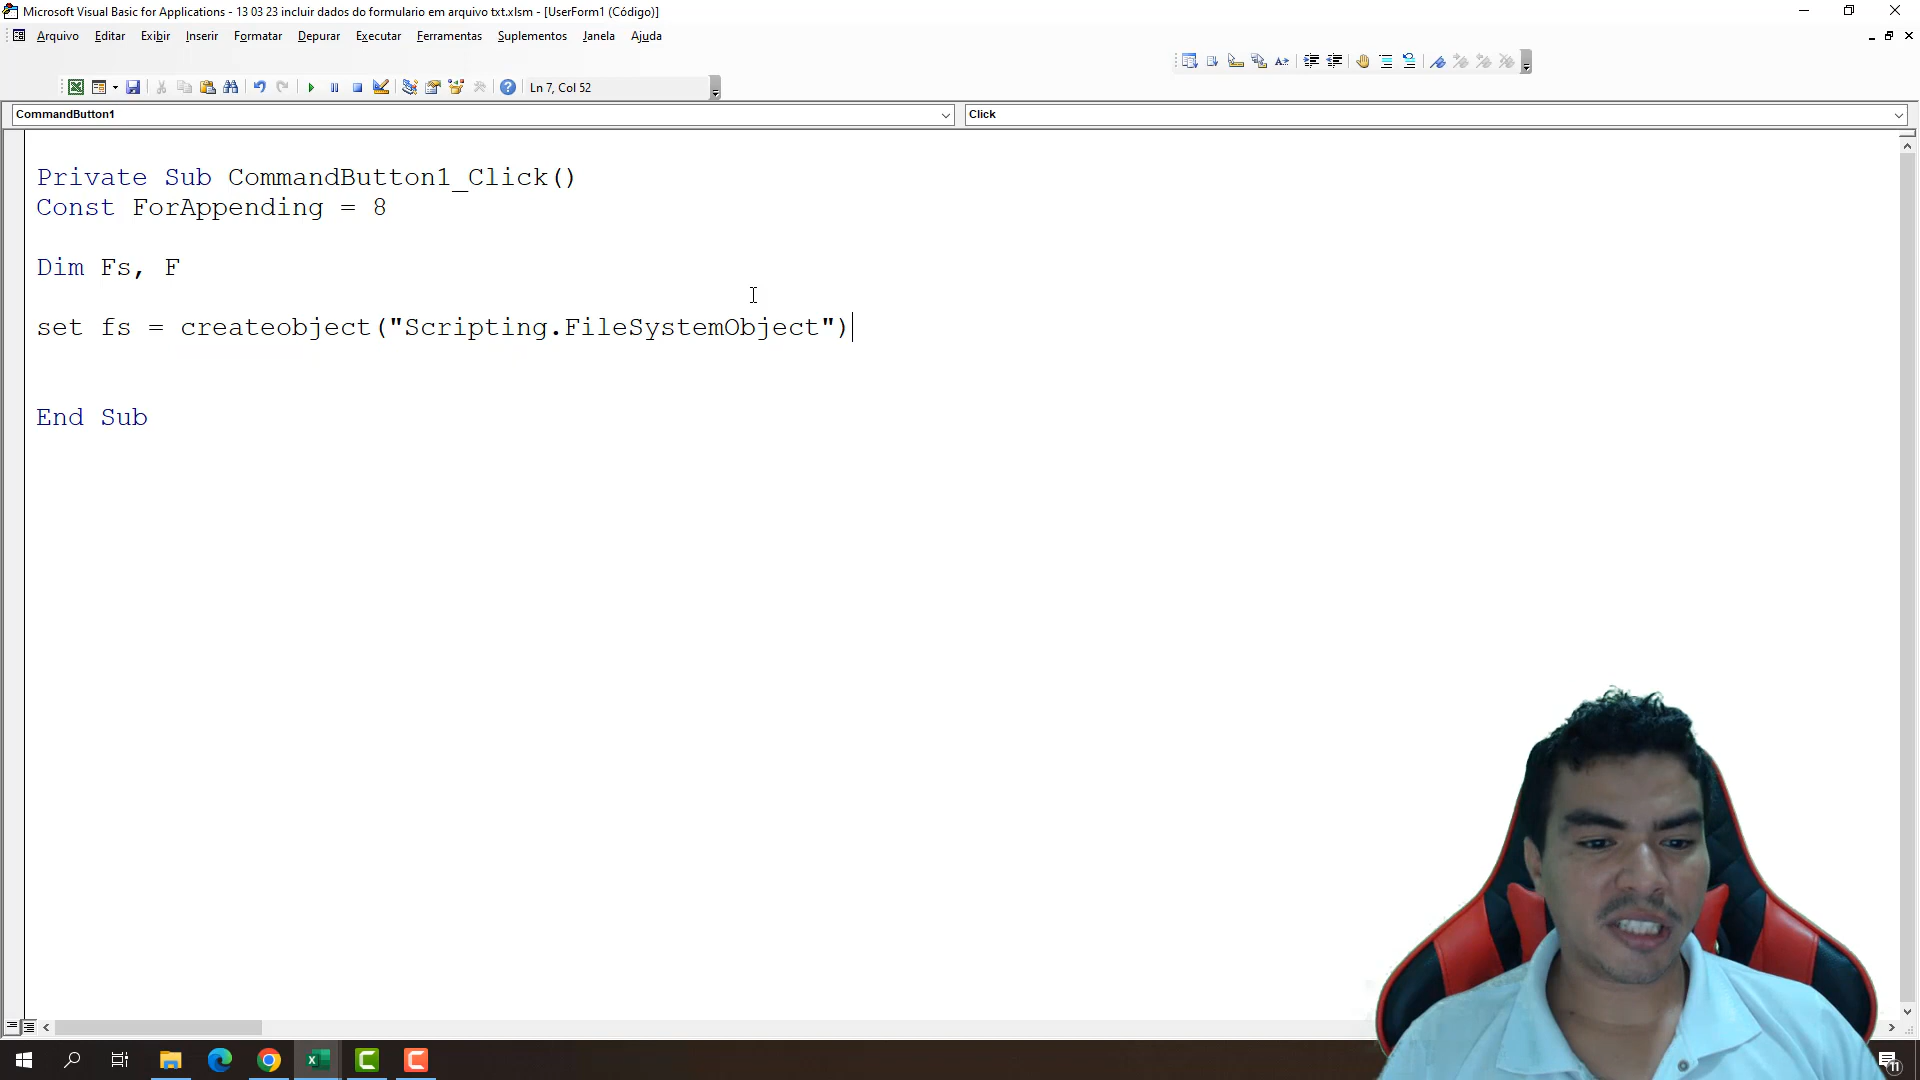 Microsoft Visual Basic for Applications - 13 03 23 incluir dados do formulario em arquivo txt.xlsm - [UserForm1 (Código)]
Arquivo Editar Exibir Inserir Formatar Depurar Executar Ferramentas Suplementos Janela Ajuda
Ln 7, Col 52
CommandButton1 Click
Private Sub CommandButton1_Click()
Const ForAppending = 8
Dim Fs, F
set fs = createobject("Scripting.FileSystemObject")
End Sub
11